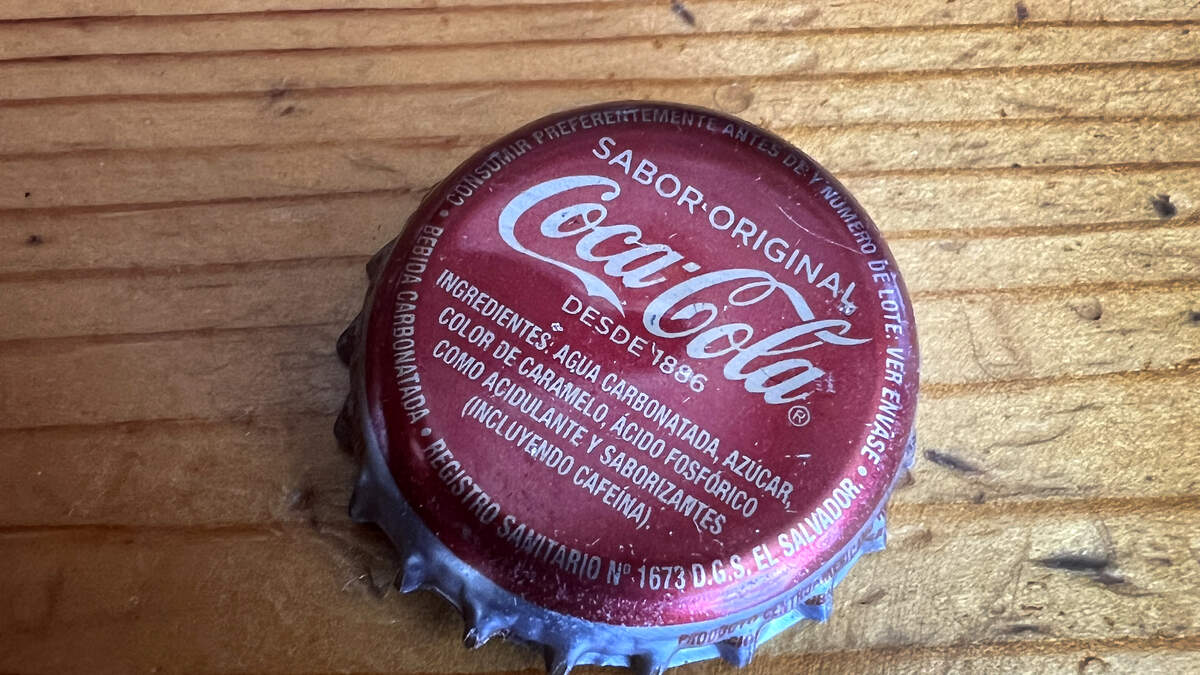 SABOR ORIGINAL
Coca-Cola®
DESDE 1886
INGREDIENTES: AGUA CARBONATADA, AZÚCAR,
COLOR DE CARAMELO, ÁCIDO FOSFÓRICO
COMO ACIDULANTE Y SABORIZANTES
(INCLUYENDO CAFEÍNA).
• CONSUMIR PREFERENTEMENTE ANTES DE Y NÚMERO DE LOTE: VER ENVASE •
BEBIDA CARBONATADA • REGISTRO SANITARIO Nº 1673 D.G.S. EL SALVADOR.
PRODUCTO